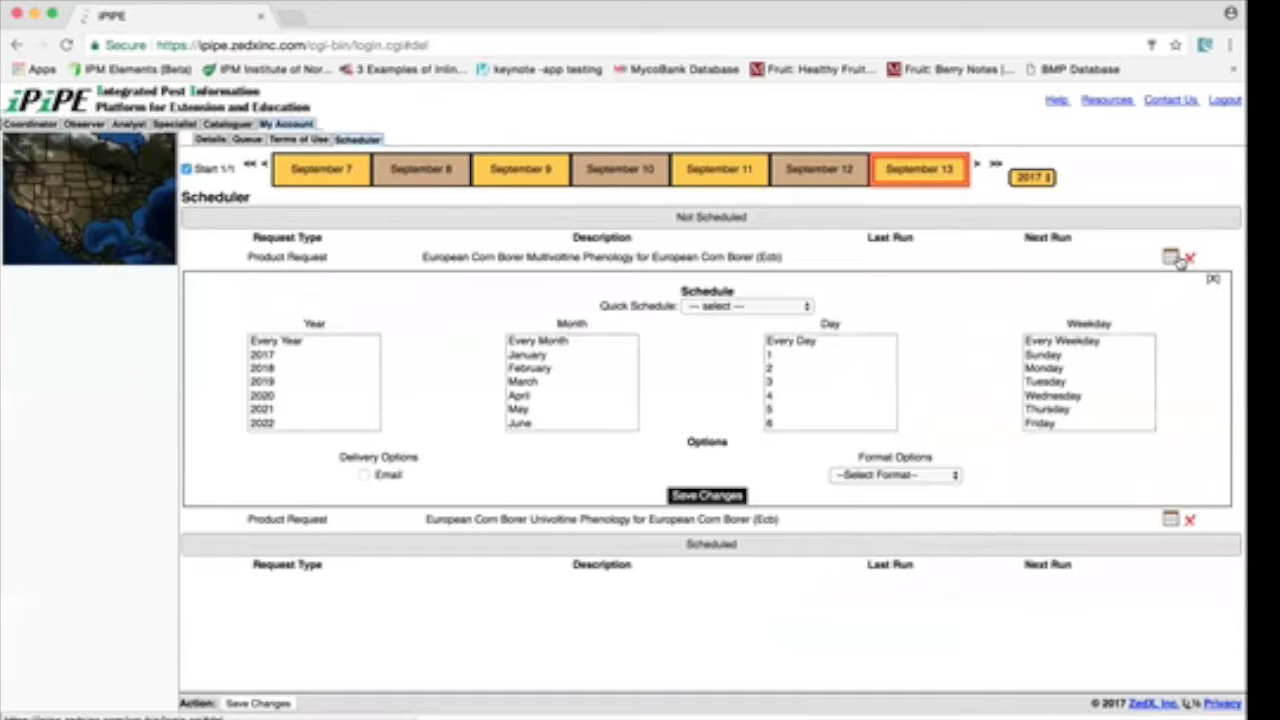 iPiPE
Secure https://ipipe.zedxinc.com/cgi-bin/login.cgi#del
Apps IPM Elements (Beta) IPM Institute of Nor... 3 Examples of Inlin... keynote -app testing MycoBank Database Fruit: Healthy Fruit... Fruit: Berry Notes |... BMP Database »
iPiPE Integrated Pest Information
Platform for Extension and Education
Help Resources Contact Us Logout
Coordinator Observer Analyst Specialist Cataloguer My Account
Details Queue Terms of Use Scheduler
Start 1/1 September 7 September 8 September 9 September 10 September 11 September 12 September 13 2017
Scheduler
Not Scheduled
Request Type Description Last Run Next Run
Product Request European Corn Borer Multivoltine Phenology for European Corn Borer (Ecb)
[X]
Schedule
Quick Schedule: --- select ---
Year Month Day Weekday
Every Year Every Month Every Day Every Weekday
2017 January 1 Sunday
2018 February 2 Monday
2019 March 3 Tuesday
2020 April 4 Wednesday
2021 May 5 Thursday
2022 June 6 Friday
Options
Delivery Options Format Options
Email --Select Format--
Save Changes
Product Request European Corn Borer Univoltine Phenology for European Corn Borer (Ecb)
Scheduled
Request Type Description Last Run Next Run
Action: Save Changes © 2017 ZedX, Inc. ï¿½ Privacy